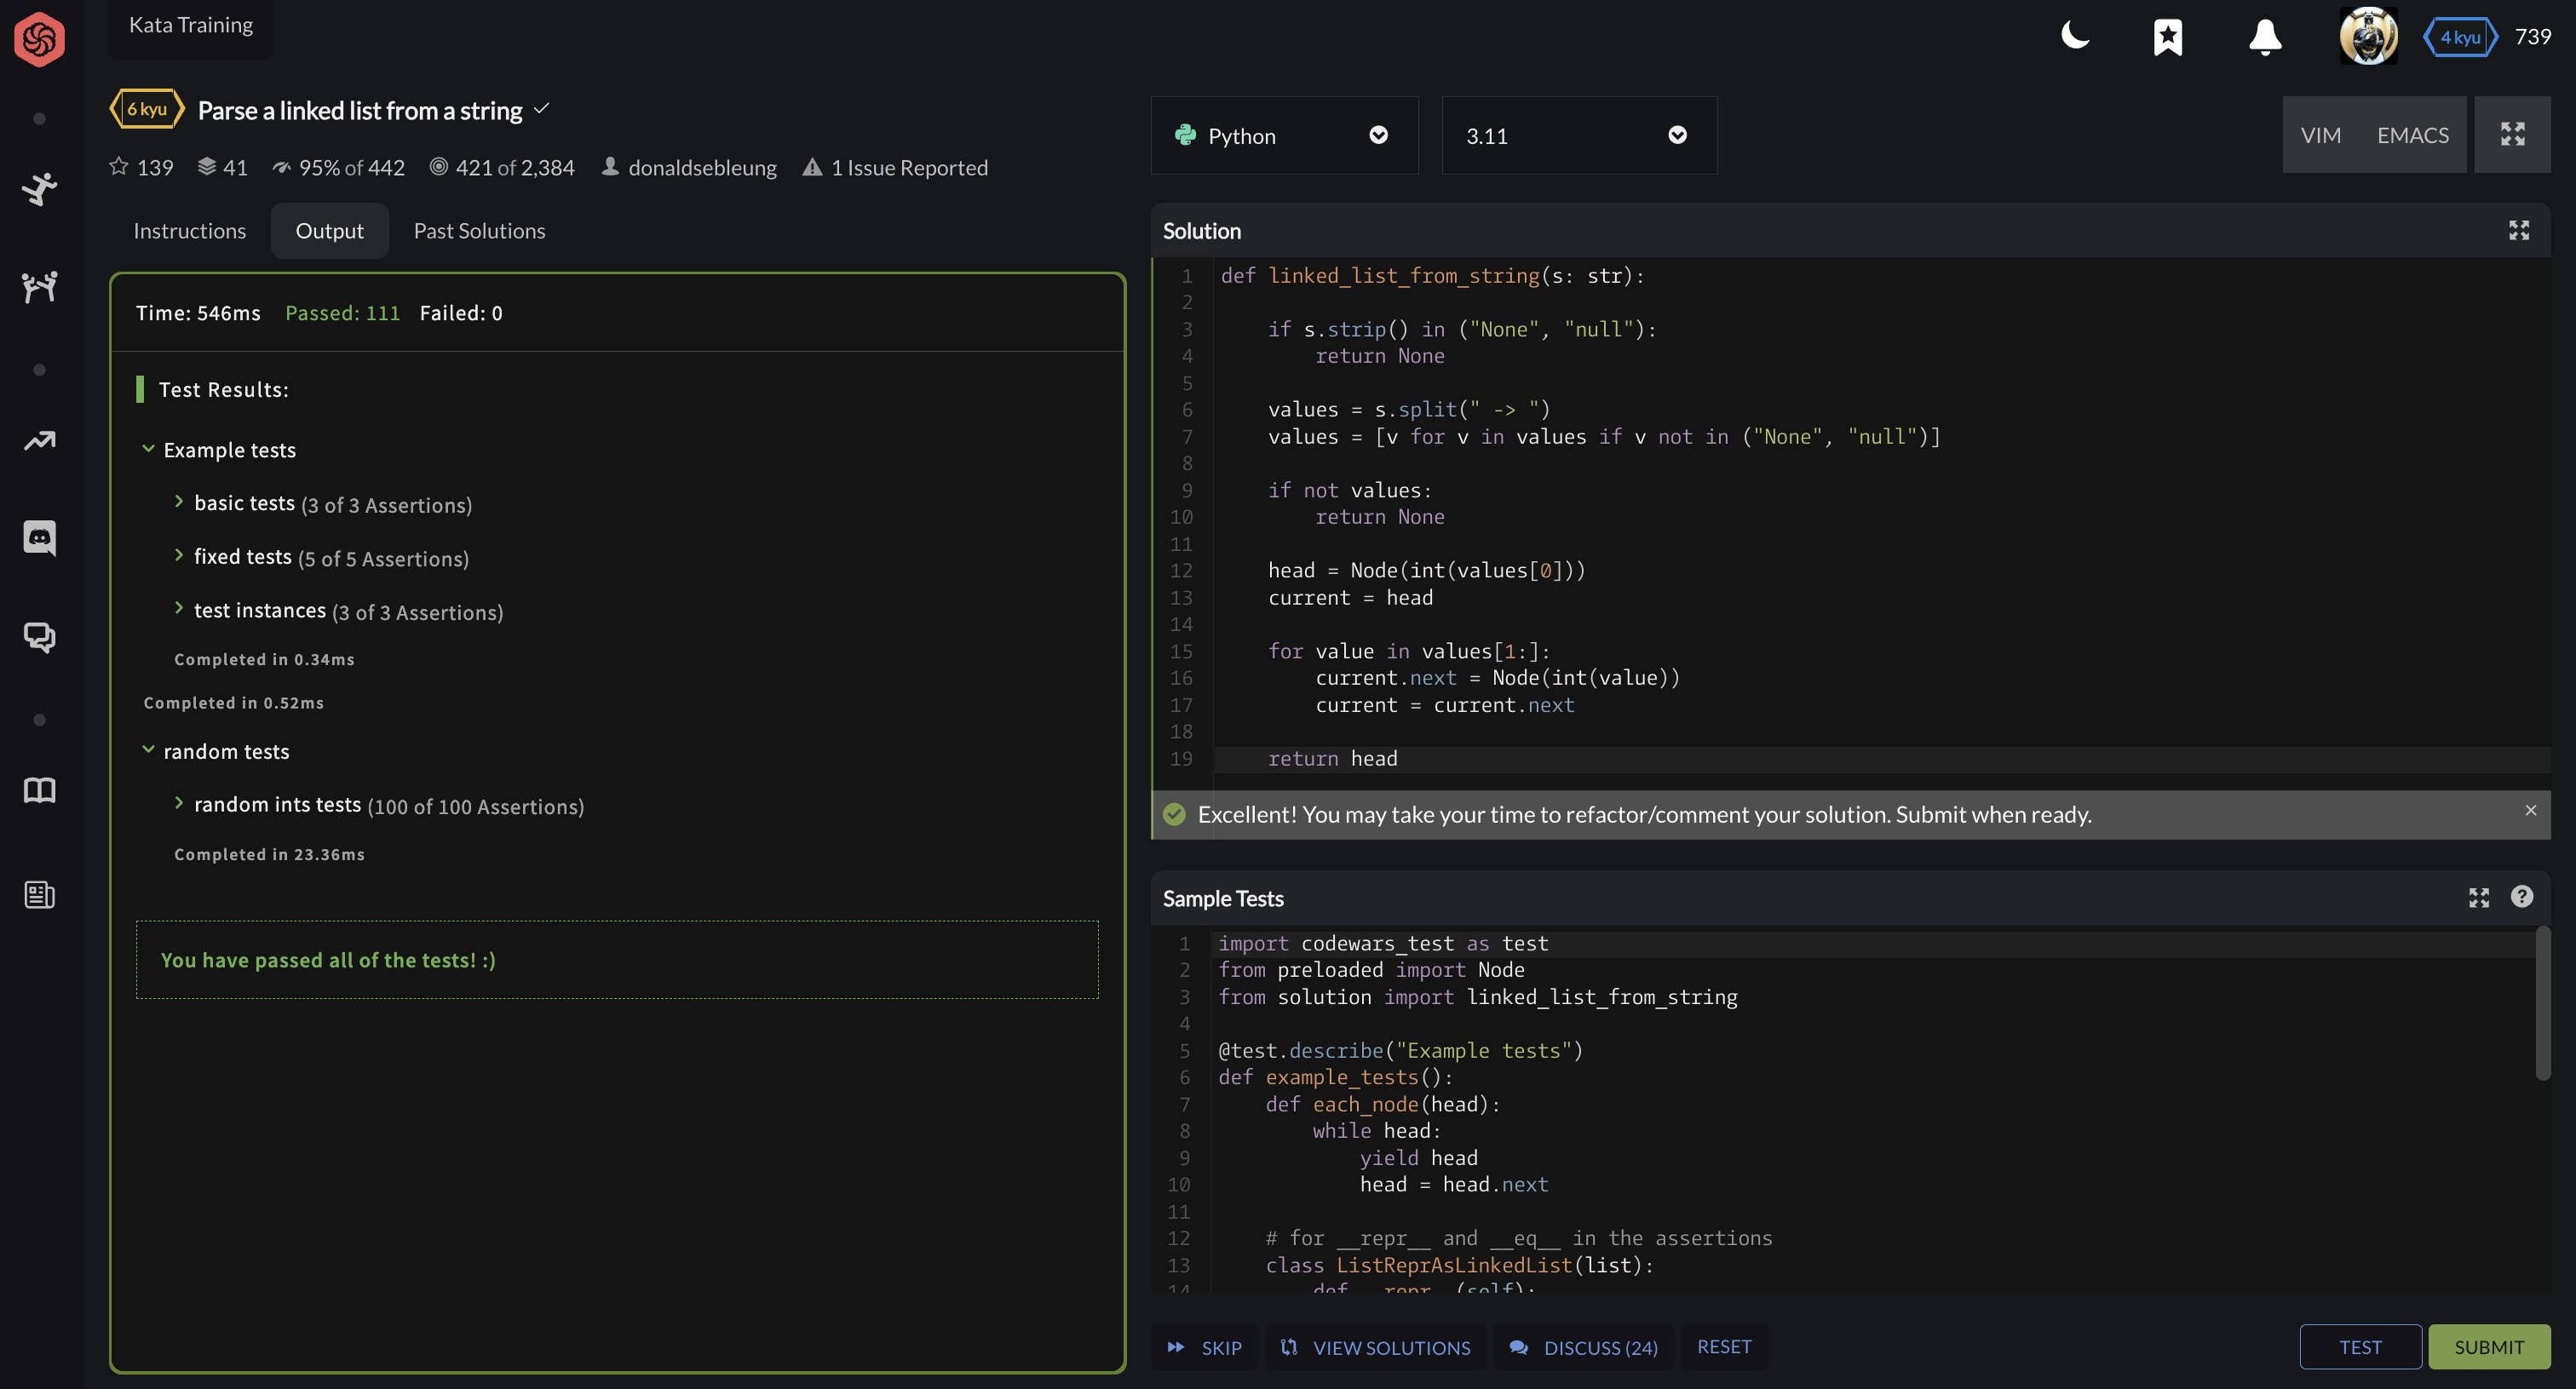 Kata Training
4 kyu 739
6 kyu Parse a linked list from a string
139 41 95% of 442 421 of 2,384 donaldsebleung 1 Issue Reported
Instructions Output Past Solutions
Time: 546ms Passed: 111 Failed: 0
Test Results:
Example tests
basic tests (3 of 3 Assertions)
fixed tests (5 of 5 Assertions)
test instances (3 of 3 Assertions)
Completed in 0.34ms
Completed in 0.52ms
random tests
random ints tests (100 of 100 Assertions)
Completed in 23.36ms
You have passed all of the tests! :)
Python 3.11 VIM EMACS
Solution
1 def linked_list_from_string(s: str):
2
3     if s.strip() in ("None", "null"):
4         return None
5
6     values = s.split(" -> ")
7     values = [v for v in values if v not in ("None", "null")]
8
9     if not values:
10         return None
11
12     head = Node(int(values[0]))
13     current = head
14
15     for value in values[1:]:
16         current.next = Node(int(value))
17         current = current.next
18
19     return head
Excellent! You may take your time to refactor/comment your solution. Submit when ready. ×
Sample Tests ?
1 import codewars_test as test
2 from preloaded import Node
3 from solution import linked_list_from_string
4
5 @test.describe("Example tests")
6 def example_tests():
7     def each_node(head):
8         while head:
9             yield head
10             head = head.next
11
12     # for __repr__ and __eq__ in the assertions
13     class ListReprAsLinkedList(list):
14         def __repr__(self):
SKIP VIEW SOLUTIONS DISCUSS (24) RESET TEST SUBMIT